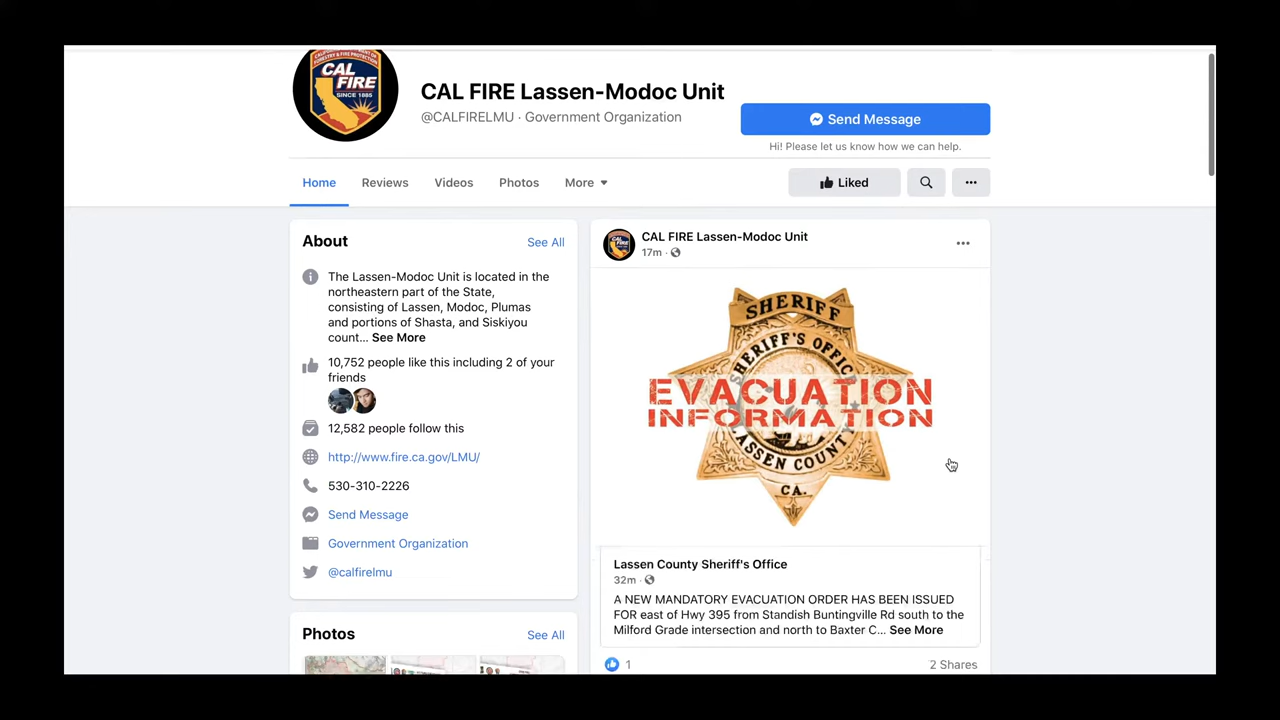 FORESTRY & FIRE PROTECTION
CAL
FIRE
SINCE 1885
CAL FIRE Lassen-Modoc Unit
@CALFIRELMU · Government Organization
Send Message
Hi! Please let us know how we can help.
Home
Reviews
Videos
Photos
More
Liked
About
See All
The Lassen-Modoc Unit is located in the
northeastern part of the State,
consisting of Lassen, Modoc, Plumas
and portions of Shasta, and Siskiyou
count... See More
10,752 people like this including 2 of your
friends
12,582 people follow this
http://www.fire.ca.gov/LMU/
530-310-2226
Send Message
Government Organization
@calfirelmu
Photos
See All
CAL FIRE Lassen-Modoc Unit
17m ·
SHERIFF
SHERIFF'S OFFICE
EVACUATION
INFORMATION
LASSEN COUNTY
CA.
Lassen County Sheriff's Office
32m ·
A NEW MANDATORY EVACUATION ORDER HAS BEEN ISSUED
FOR east of Hwy 395 from Standish Buntingville Rd south to the
Milford Grade intersection and north to Baxter C... See More
1
2 Shares